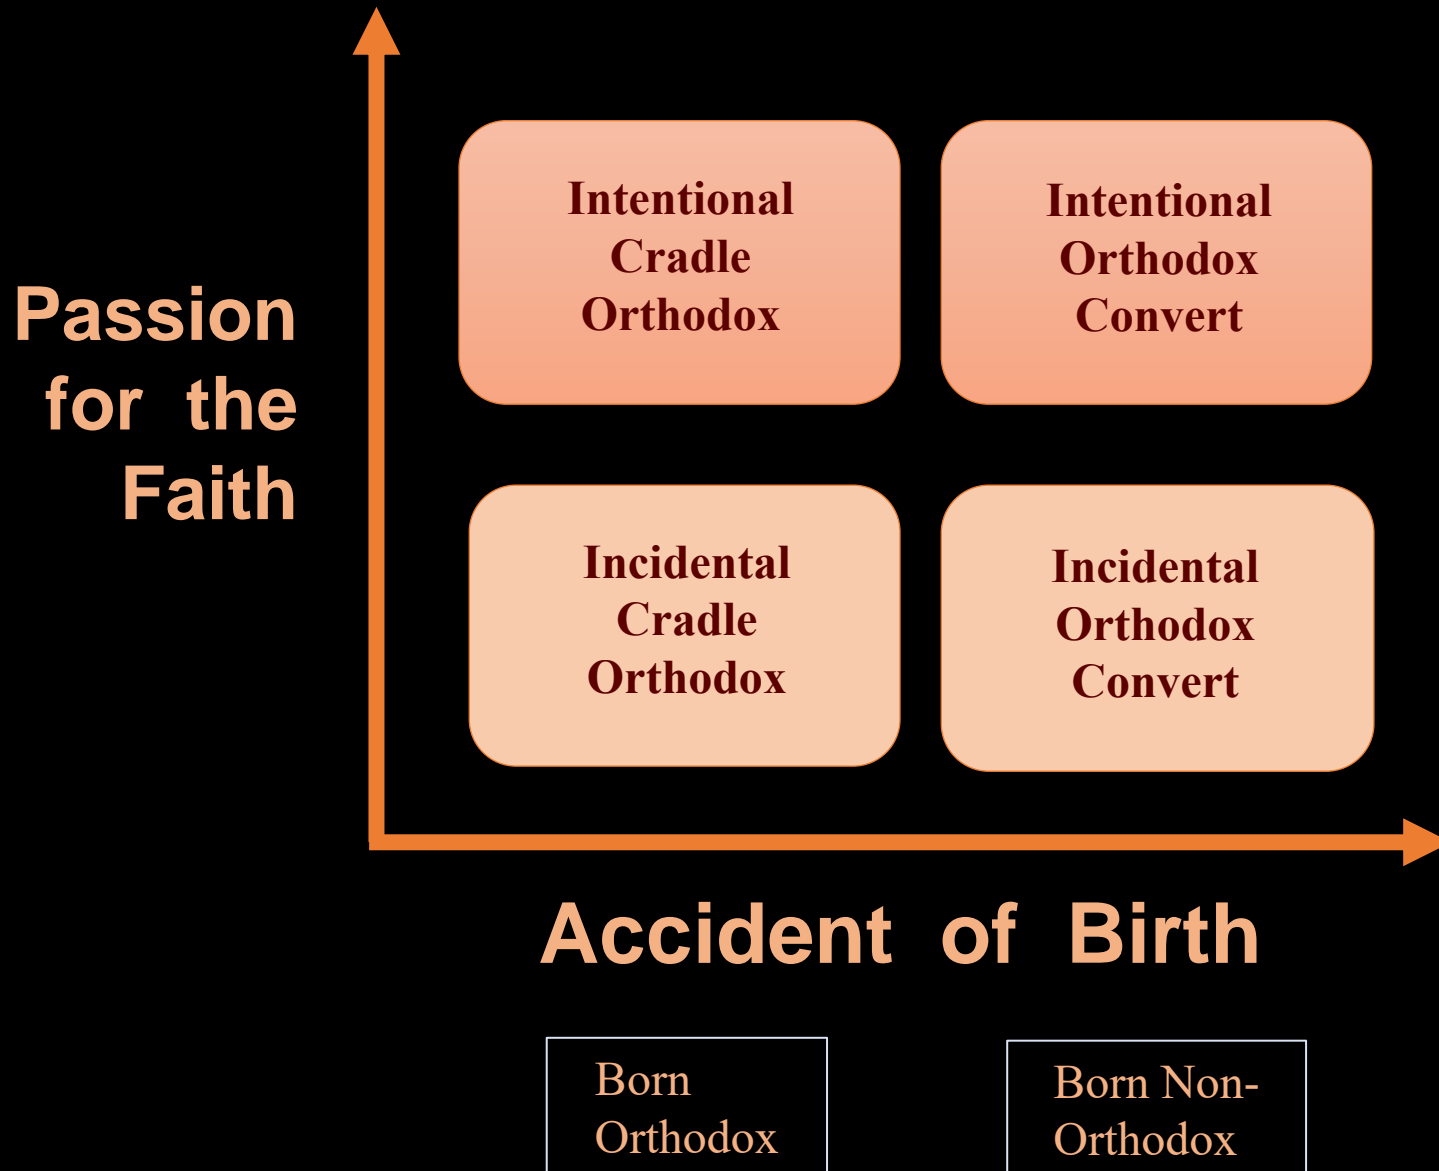 Passion
for the
Faith
Intentional
Cradle
Orthodox
Intentional
Orthodox
Convert
Incidental
Cradle
Orthodox
Incidental
Orthodox
Convert
Accident of Birth
Born
Orthodox
Born Non-
Orthodox